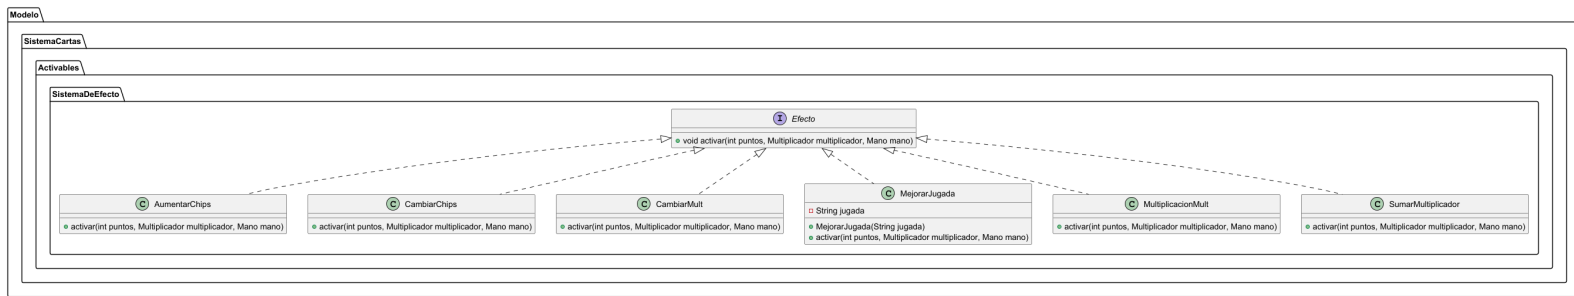 Modelo
SistemaCartas
Activables
SistemaDeEfecto
I Efecto
void activar(int puntos, Multiplicador multiplicador, Mano mano)
C AumentarChips
activar(int puntos, Multiplicador multiplicador, Mano mano)
C CambiarChips
activar(int puntos, Multiplicador multiplicador, Mano mano)
C CambiarMult
activar(int puntos, Multiplicador multiplicador, Mano mano)
C MejorarJugada
String jugada
MejorarJugada(String jugada)
activar(int puntos, Multiplicador multiplicador, Mano mano)
C MultiplicacionMult
activar(int puntos, Multiplicador multiplicador, Mano mano)
C SumarMultiplicador
activar(int puntos, Multiplicador multiplicador, Mano mano)